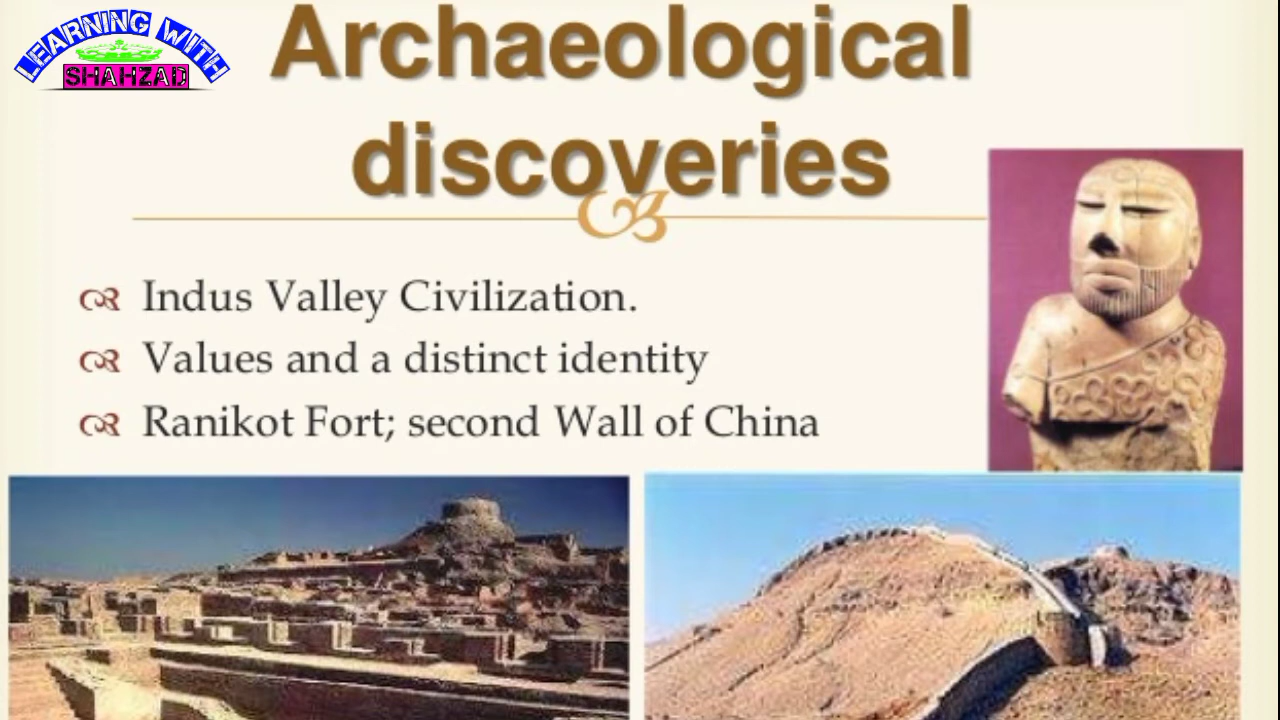 LEARNING WITH
SHAHZAD
Archaeological
discoveries
Indus Valley Civilization.
Values and a distinct identity
Ranikot Fort; second Wall of China